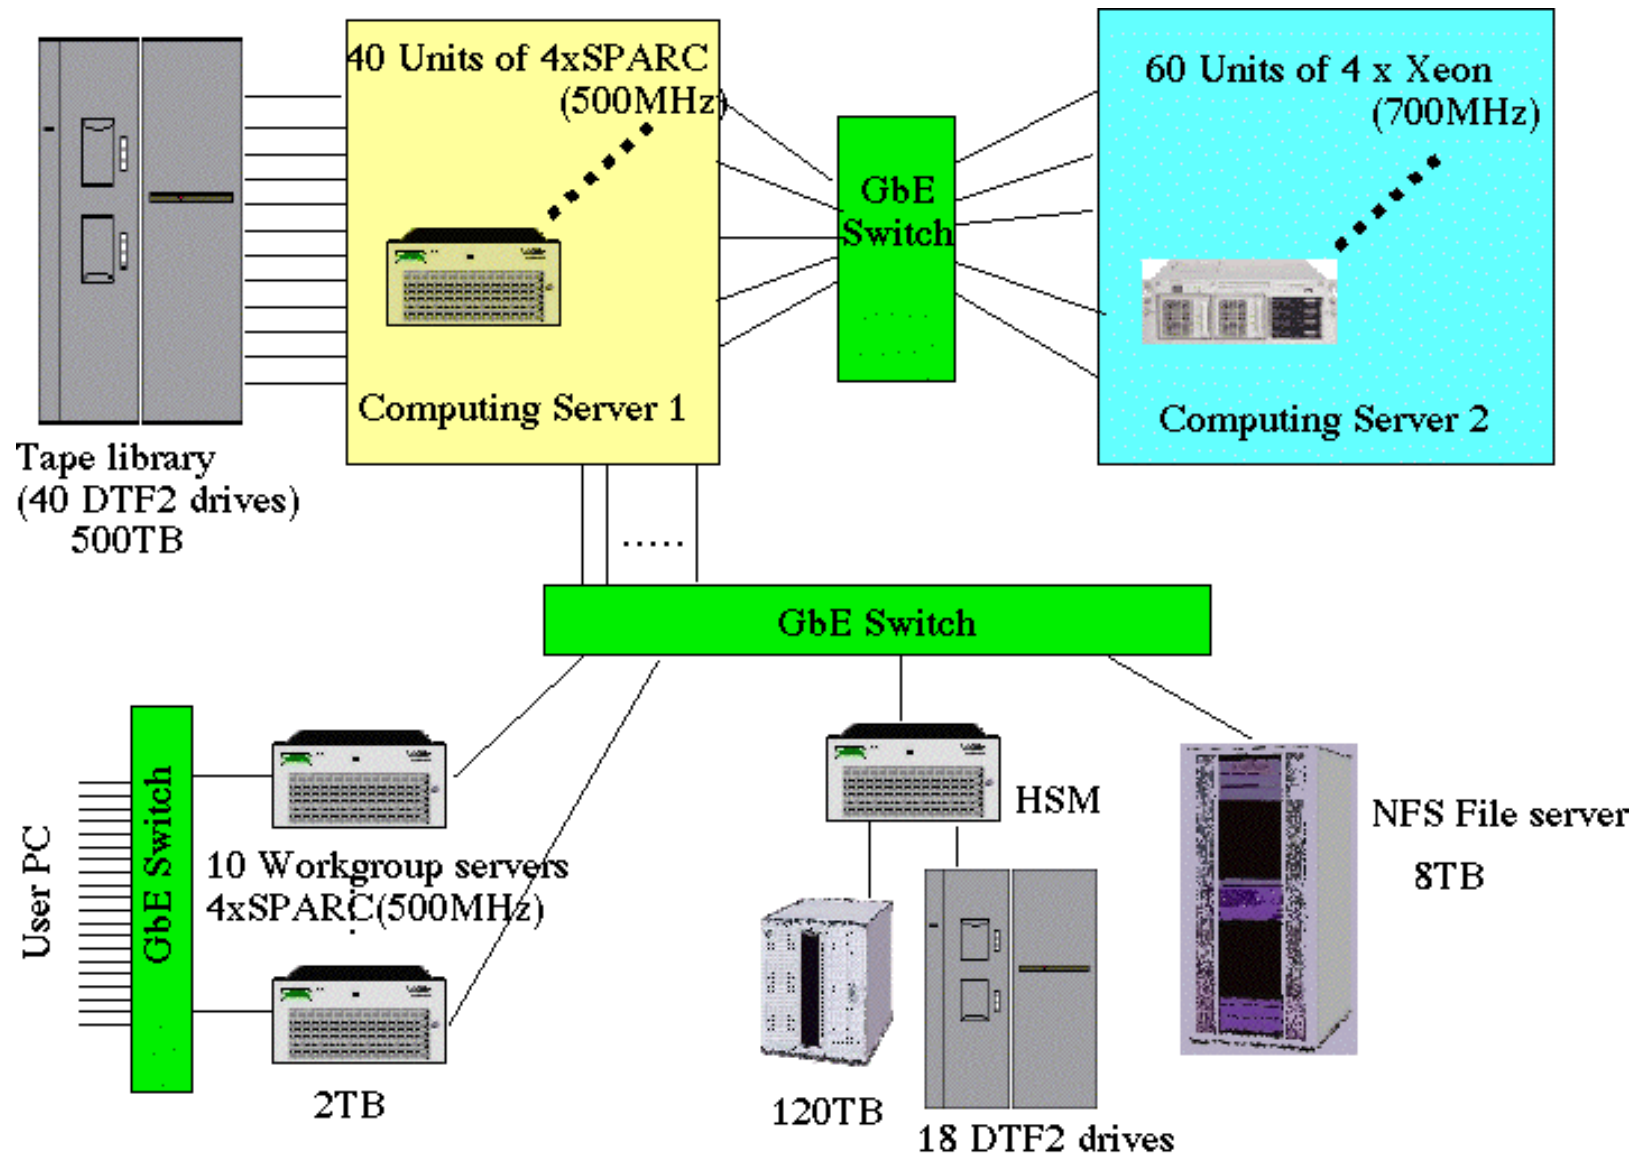 40 Units of 4xSPARC
(500MHz)
60 Units of 4 x Xeon
(700MHz)
GbE
Switch
Computing Server 1
Computing Server 2
Tape library
(40 DTF2 drives)
500TB
.....
GbE Switch
User PC
GbE Switch
10 Workgroup servers
4xSPARC(500MHz)
2TB
HSM
120TB
18 DTF2 drives
NFS File server
8TB